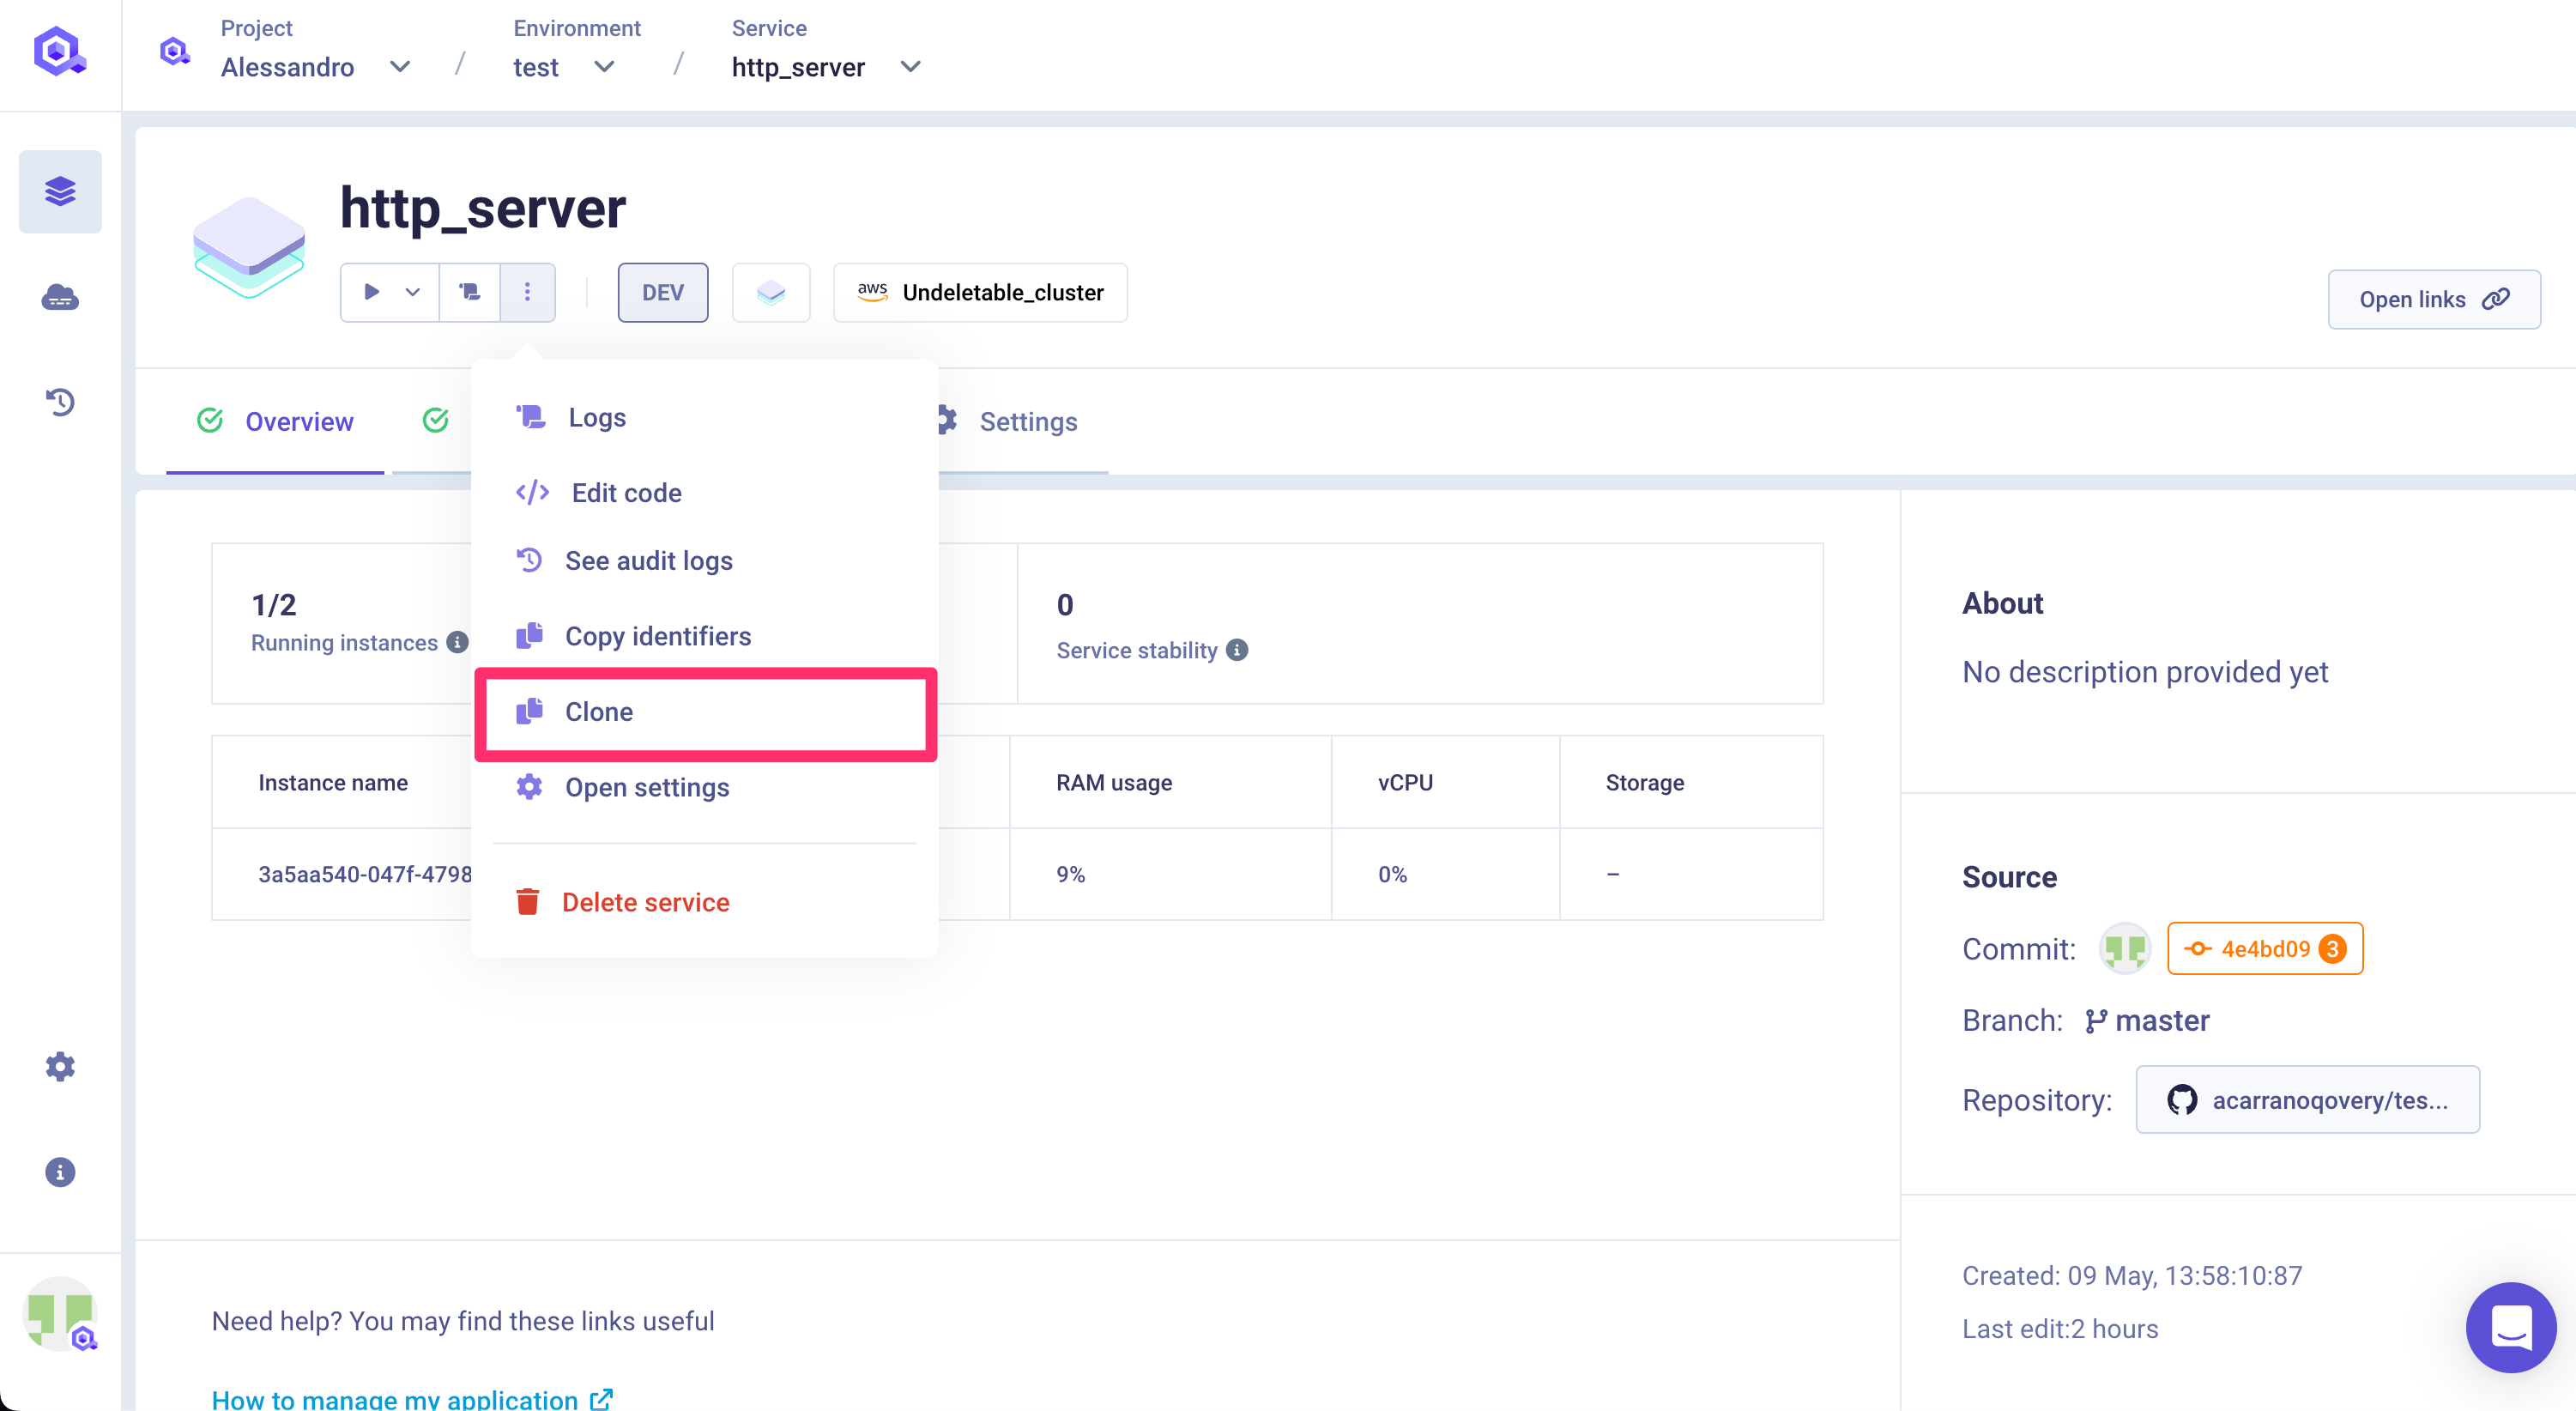 Project
Environment
Service
Alessandro
/
test
/
http_server
http_server
DEV
aws
Undeletable_cluster
Open links
Overview
Settings
Logs
Edit code
See audit logs
Copy identifiers
Clone
Open settings
Delete service
1/2
Running instances
0
Service stability
Instance name
RAM usage
vCPU
Storage
3a5aa540-047f-4798
9%
0%
–
About
No description provided yet
Source
Commit:
4e4bd09 3
Branch:
master
Repository:
acarranoqovery/tes...
Created: 09 May, 13:58:10:87
Last edit:2 hours
Need help? You may find these links useful
How to manage my application